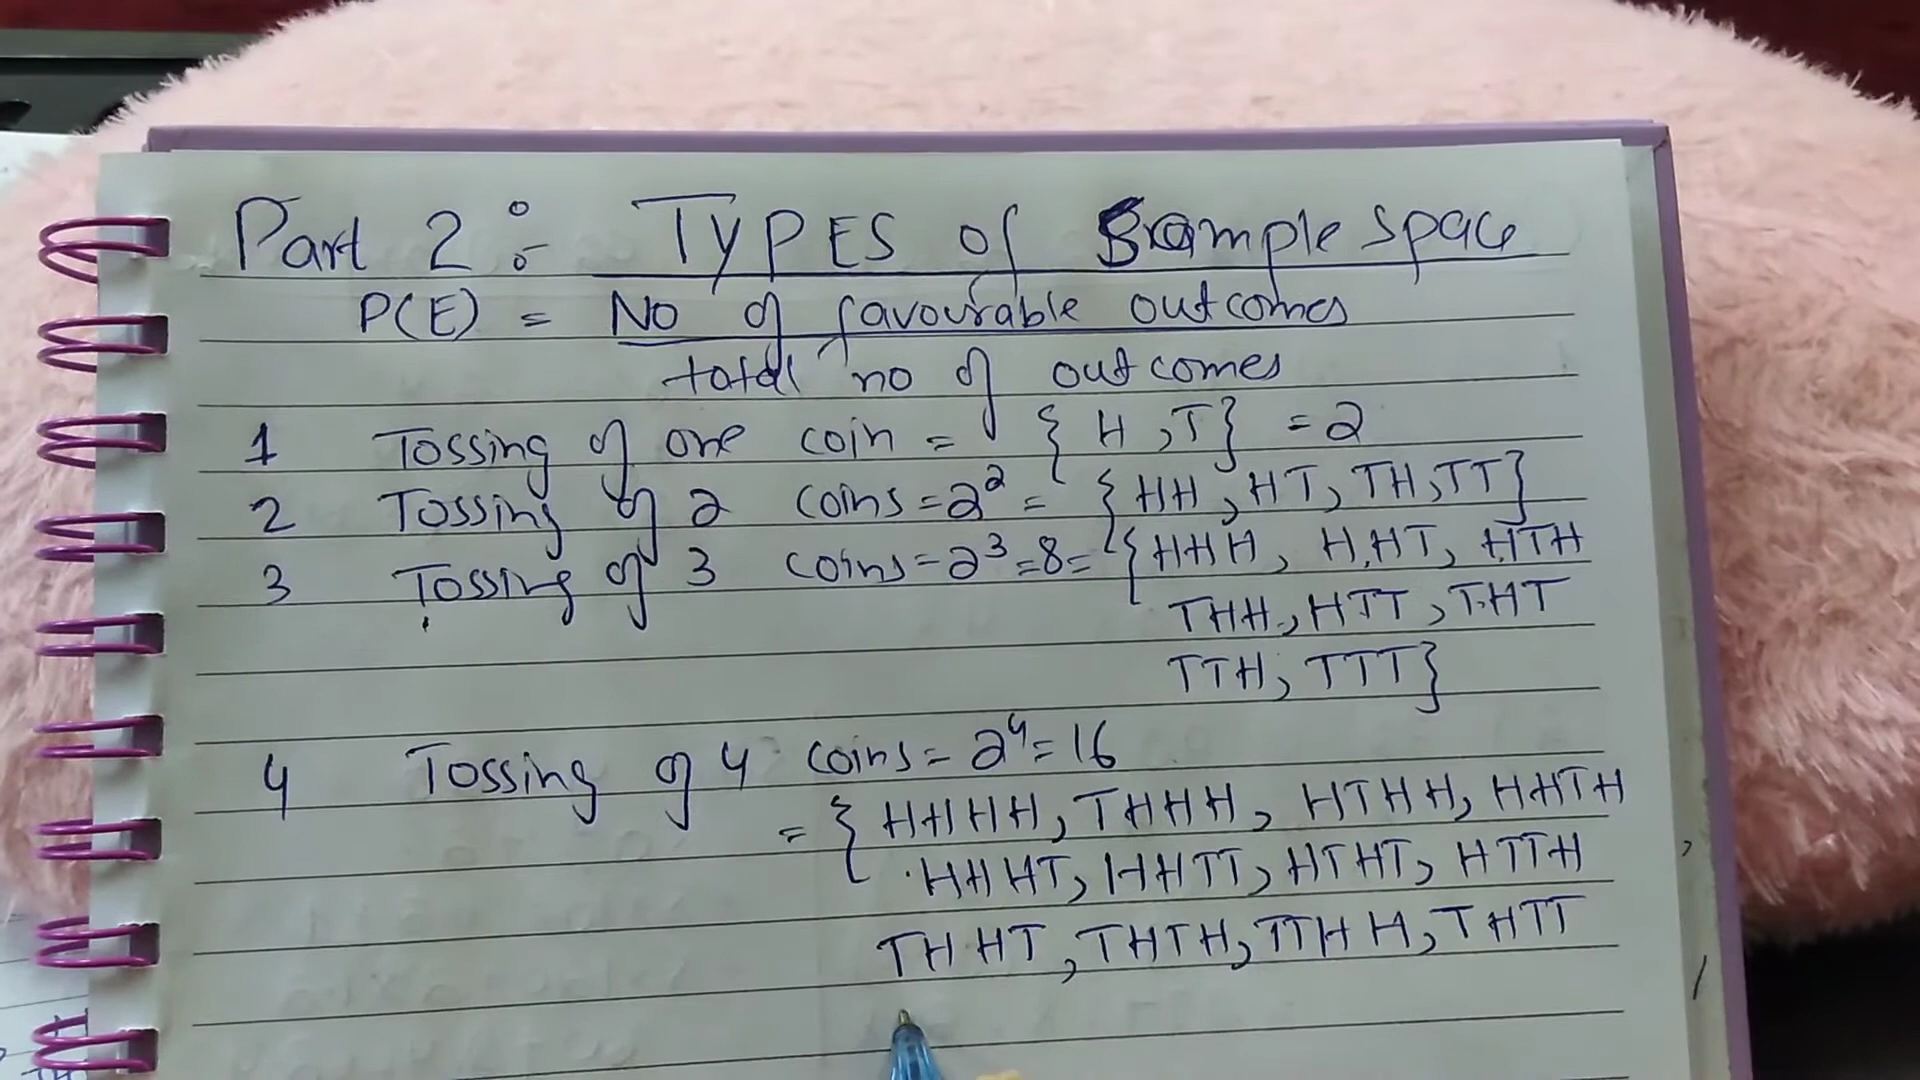 Part 2 : TYPES of Sample space
P(E) = No of favourable outcomes
total no of outcomes
1 Tossing of one coin = { H , T} = 2
2 Tossing of 2 coins = 2² = {HH , HT, TH, TT}
3 Tossing of 3 coins = 2³ = 8 = {HHH, HHT, HTH
THH, HTT, THT
TTH, TTT}
4 Tossing of 4 coins = 2⁴ = 16
= {HHHH, THHH, HTHH, HHTH
HHHT, HHTT, HTHT, HTTH
THHT, THTH, TTHH, THTT